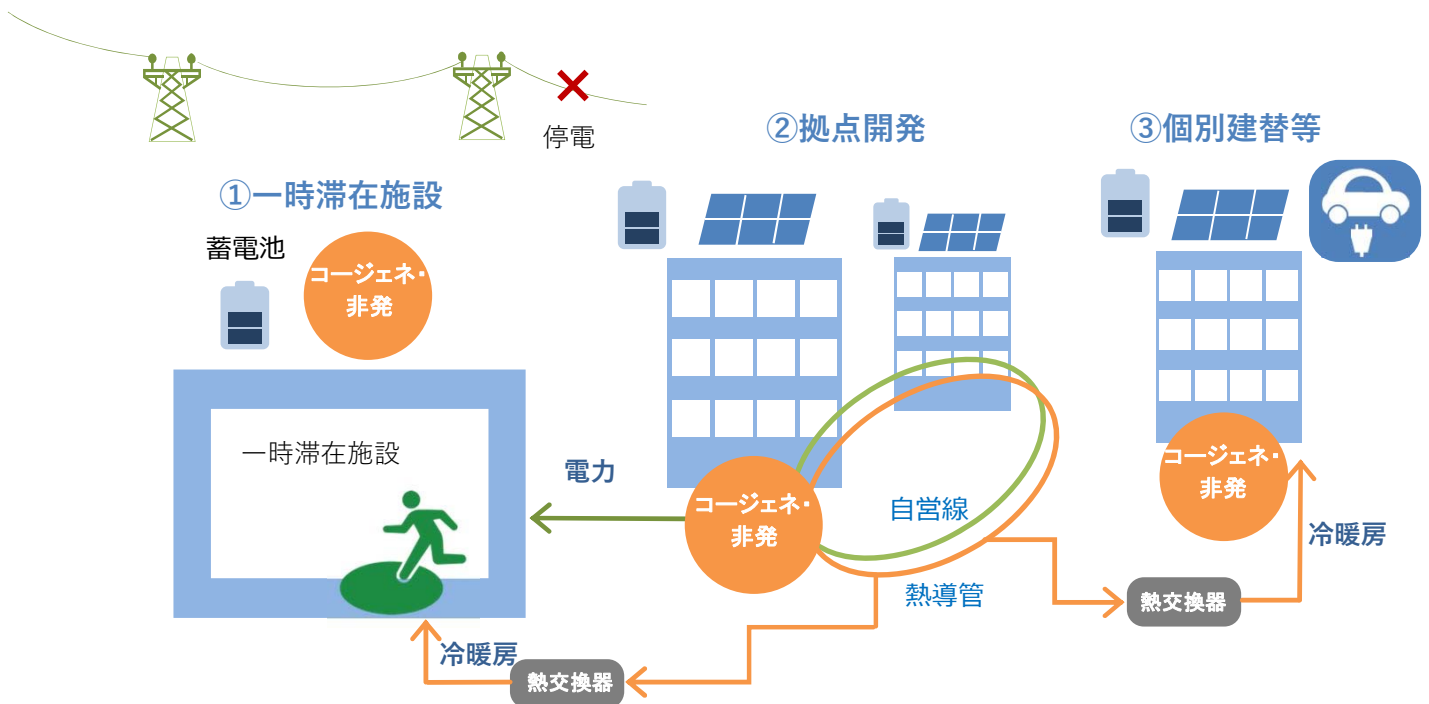 停電
②拠点開発
③個別建替等
①一時滞在施設
蓄電池
コージェネ・
非発
一時滞在施設
電力
コージェネ・
非発
自営線
熱導管
コージェネ・
非発
冷暖房
熱交換器
冷暖房
熱交換器